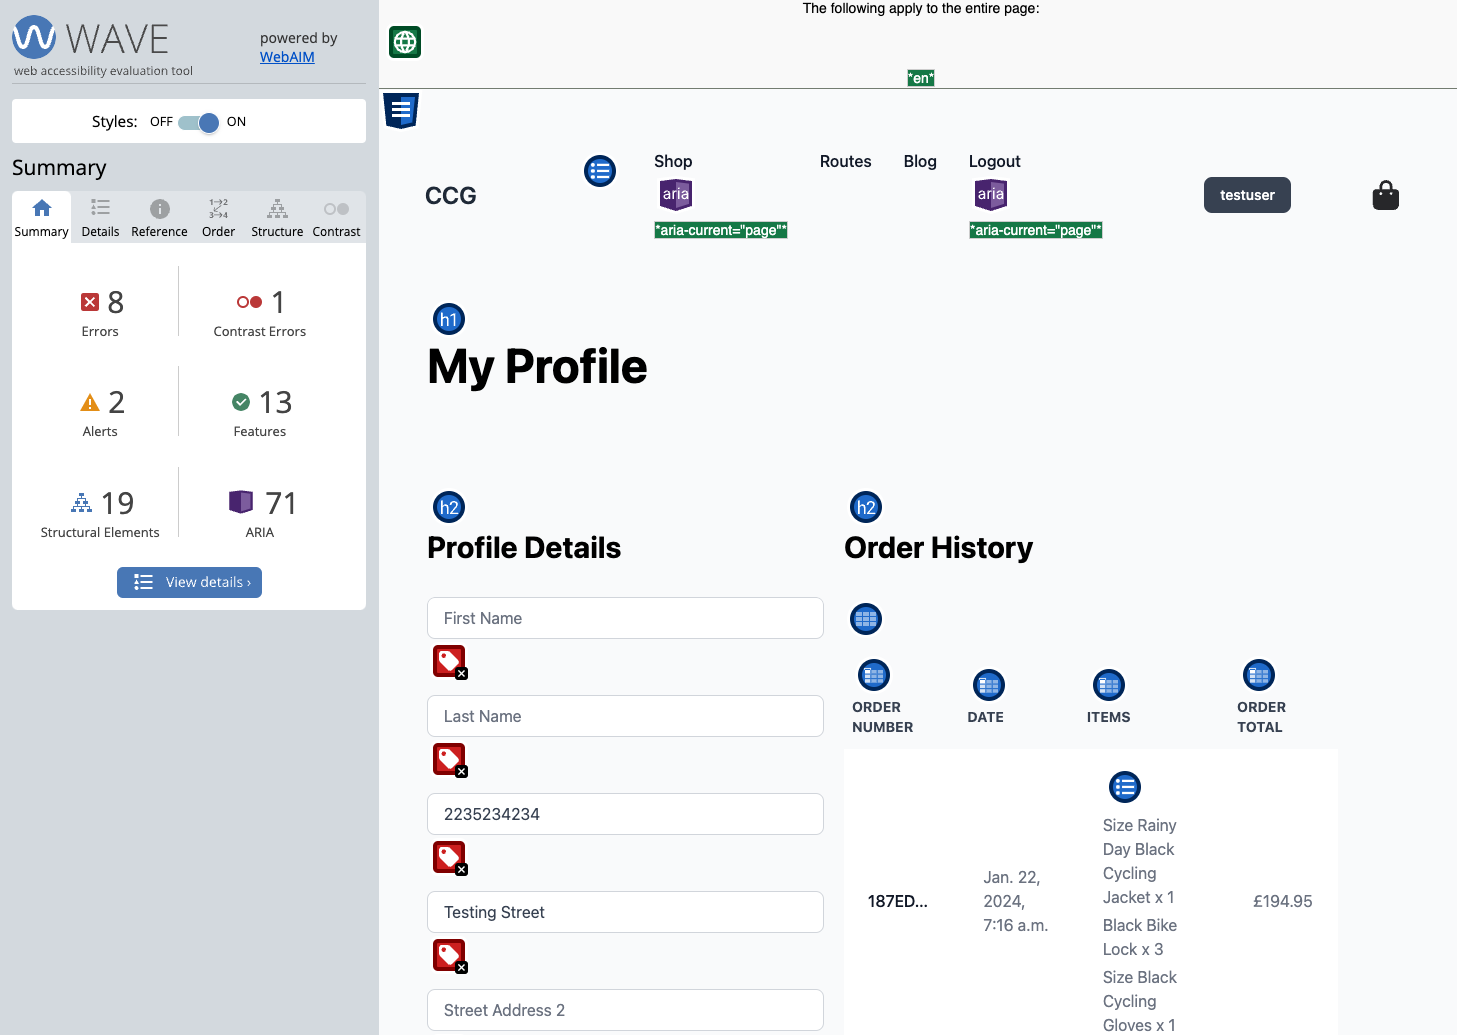 WAVE
powered by
WebAIM
web accessibility evaluation tool
Styles: OFF ON
Summary
Summary Details Reference Order Structure Contrast
8
Errors
1
Contrast Errors
2
Alerts
13
Features
19
Structural Elements
71
ARIA
View details ›
The following apply to the entire page:
*en*
CCG
Shop
aria
*aria-current="page"*
Routes
Blog
Logout
aria
*aria-current="page"*
testuser
h1
My Profile
h2
Profile Details
First Name
Last Name
2235234234
Testing Street
Street Address 2
h2
Order History
ORDER
NUMBER
DATE
ITEMS
ORDER
TOTAL
187ED...
Jan. 22,
2024,
7:16 a.m.
Size Rainy
Day Black
Cycling
Jacket x 1
Black Bike
Lock x 3
Size Black
Cycling
Gloves x 1
£194.95